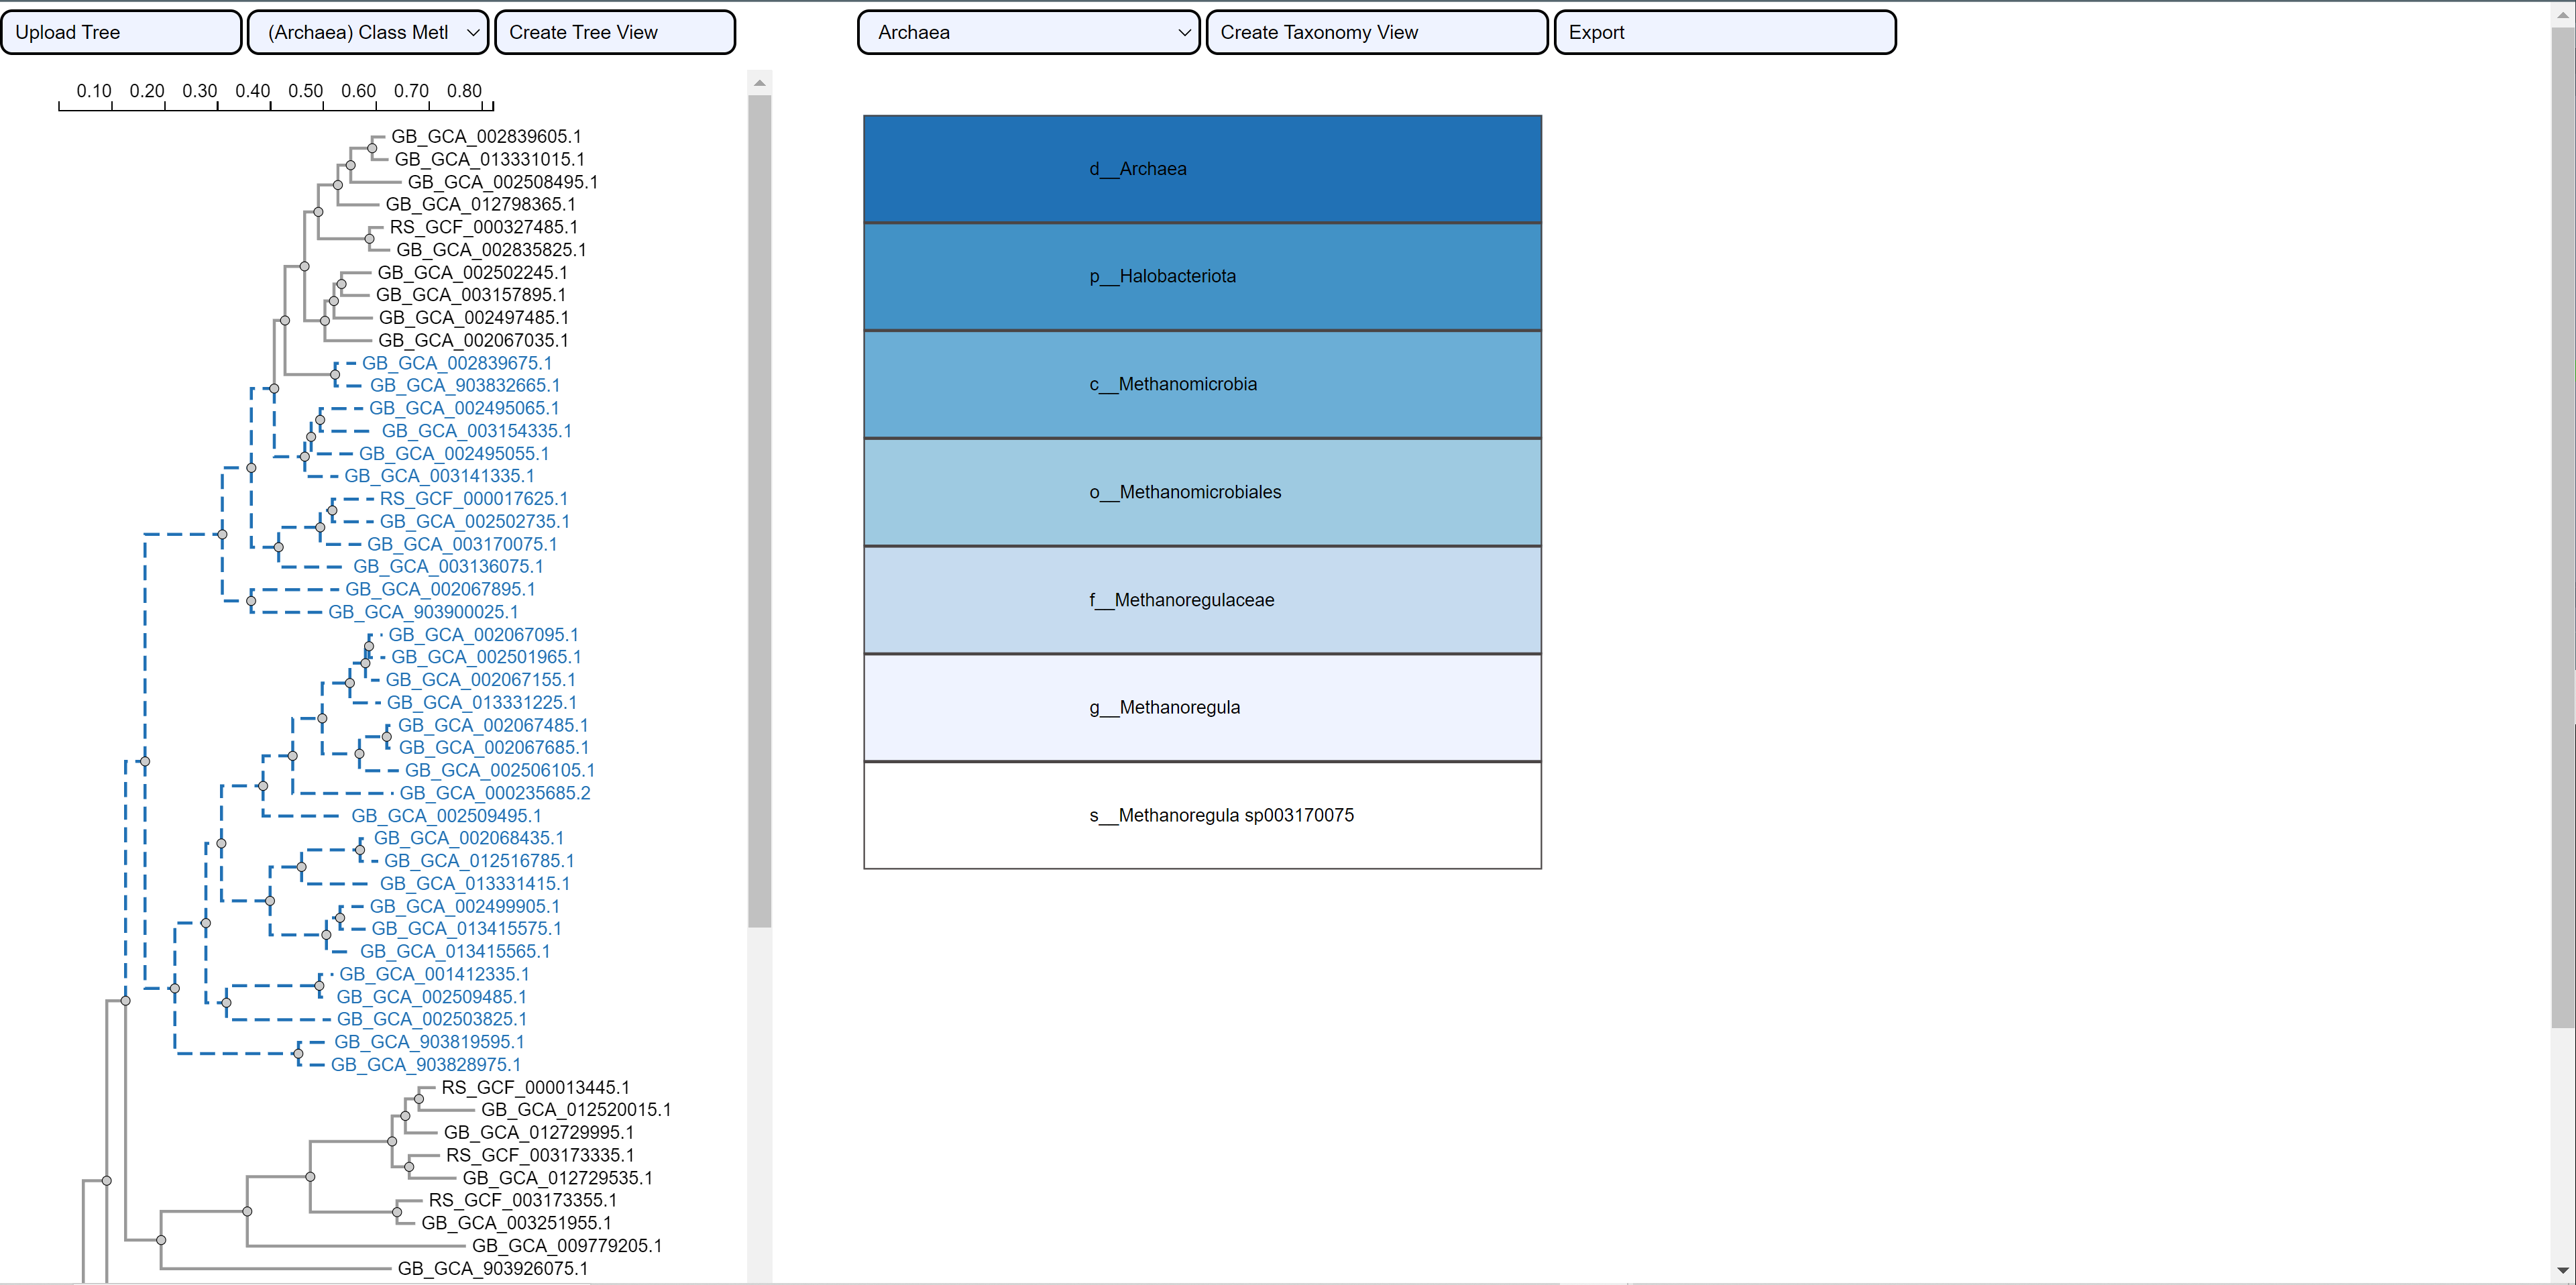 Upload Tree
(Archaea) Class Metl
Create Tree View
Archaea
Create Taxonomy View
Export
0.10 0.20 0.30 0.40 0.50 0.60 0.70 0.80
GB_GCA_002839605.1
GB_GCA_013331015.1
GB_GCA_002508495.1
GB_GCA_012798365.1
RS_GCF_000327485.1
GB_GCA_002835825.1
GB_GCA_002502245.1
GB_GCA_003157895.1
GB_GCA_002497485.1
GB_GCA_002067035.1
GB_GCA_002839675.1
GB_GCA_903832665.1
GB_GCA_002495065.1
GB_GCA_003154335.1
GB_GCA_002495055.1
GB_GCA_003141335.1
RS_GCF_000017625.1
GB_GCA_002502735.1
GB_GCA_003170075.1
GB_GCA_003136075.1
GB_GCA_002067895.1
GB_GCA_903900025.1
GB_GCA_002067095.1
GB_GCA_002501965.1
GB_GCA_002067155.1
GB_GCA_013331225.1
GB_GCA_002067485.1
GB_GCA_002067685.1
GB_GCA_002506105.1
GB_GCA_000235685.2
GB_GCA_002509495.1
GB_GCA_002068435.1
GB_GCA_012516785.1
GB_GCA_013331415.1
GB_GCA_002499905.1
GB_GCA_013415575.1
GB_GCA_013415565.1
GB_GCA_001412335.1
GB_GCA_002509485.1
GB_GCA_002503825.1
GB_GCA_903819595.1
GB_GCA_903828975.1
RS_GCF_000013445.1
GB_GCA_012520015.1
GB_GCA_012729995.1
RS_GCF_003173335.1
GB_GCA_012729535.1
RS_GCF_003173355.1
GB_GCA_003251955.1
GB_GCA_009779205.1
GB_GCA_903926075.1
d__Archaea
p__Halobacteriota
c__Methanomicrobia
o__Methanomicrobiales
f__Methanoregulaceae
g__Methanoregula
s__Methanoregula sp003170075